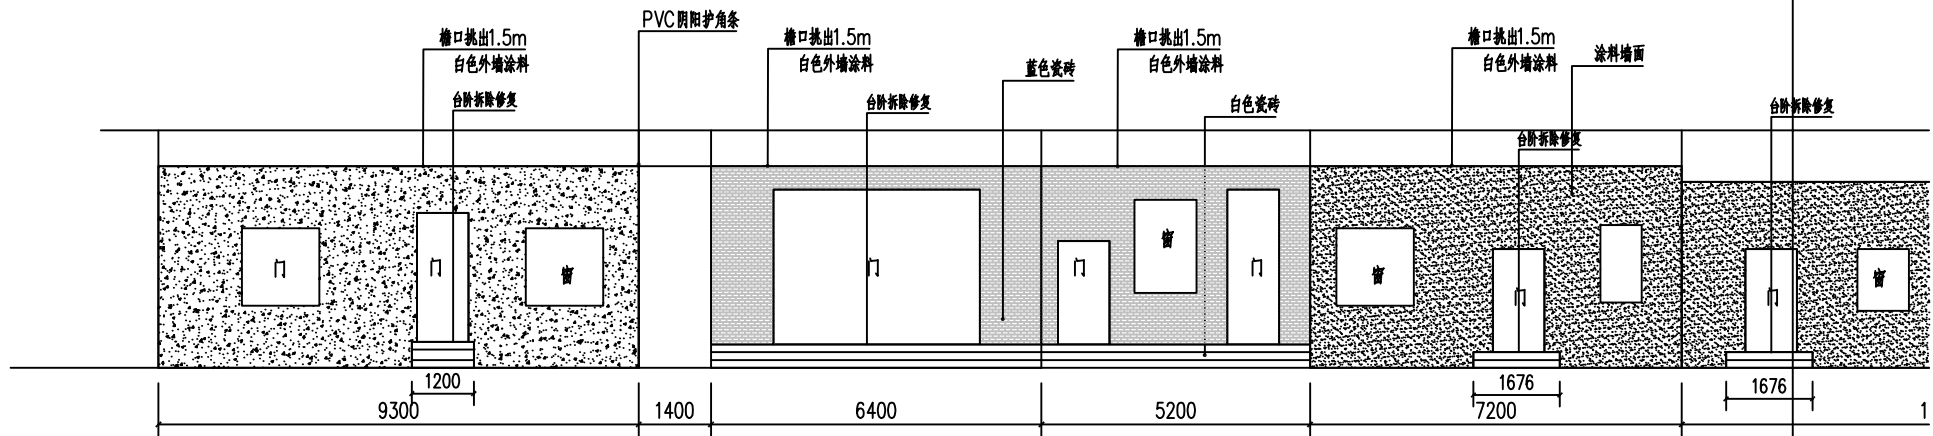 PVC阴阳护角条
檐口挑出1.5m
白色外墙涂料
台阶拆除修复
檐口挑出1.5m
白色外墙涂料
台阶拆除修复
蓝色瓷砖
檐口挑出1.5m
白色外墙涂料
白色瓷砖
檐口挑出1.5m
白色外墙涂料
涂料墙面
台阶拆除修复
台阶拆除修复
门
门
窗
门
门
窗
门
窗
门
门
窗
1200
1676
1676
9300
1400
6400
5200
7200
1